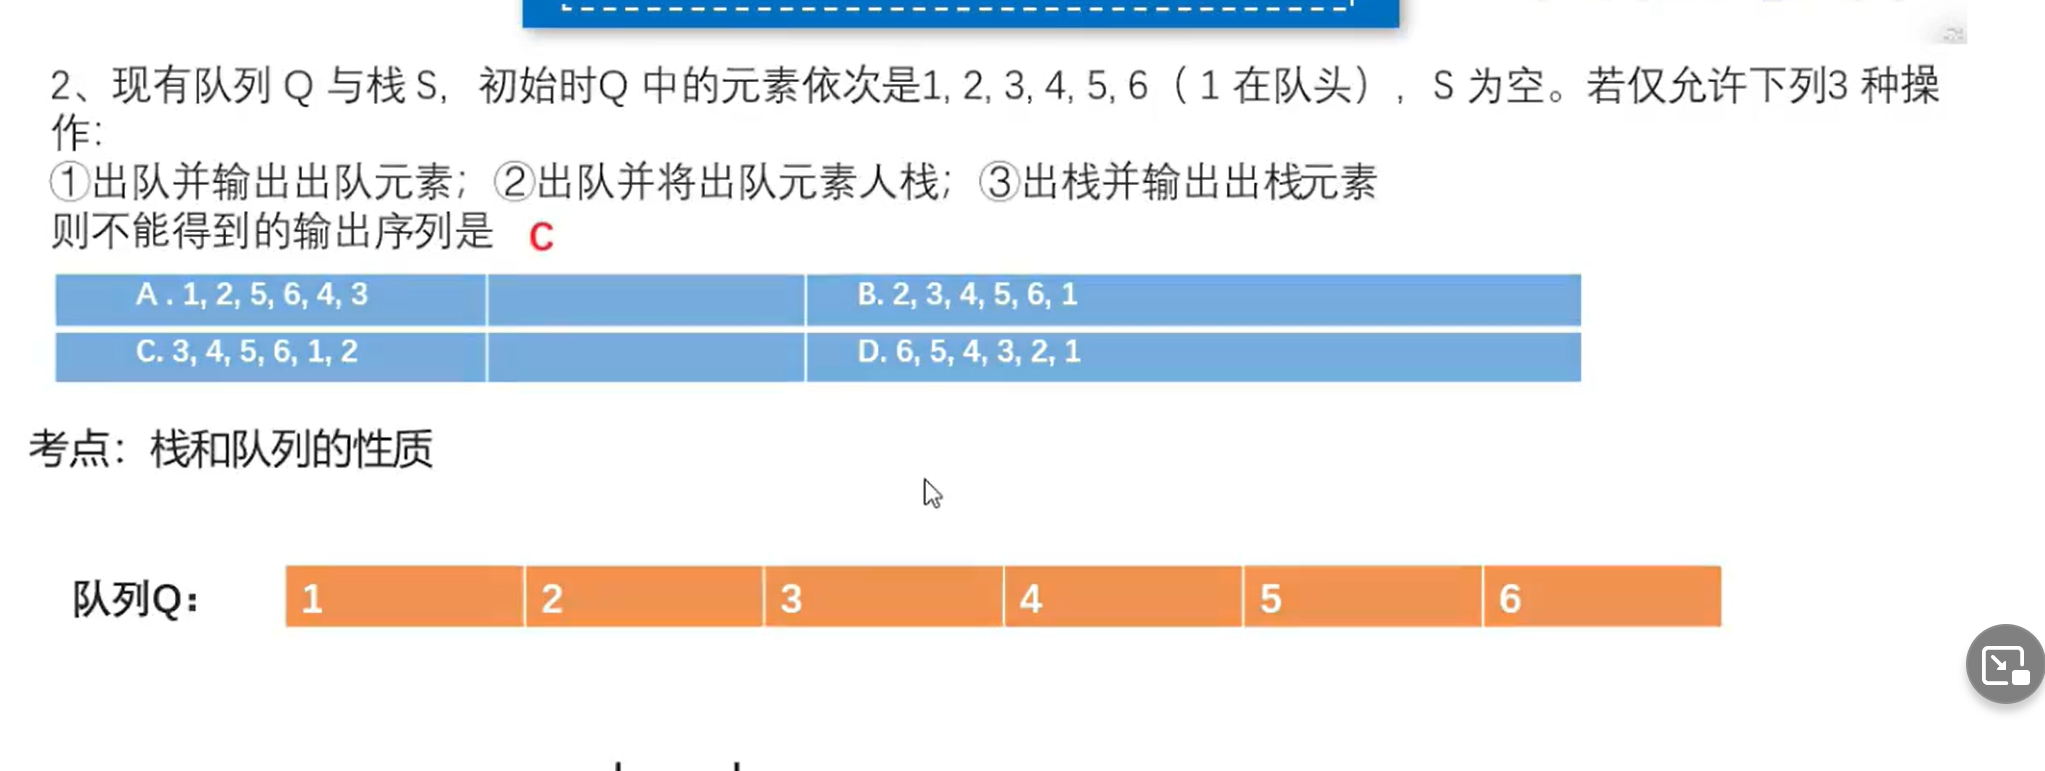 2、现有队列 Q 与栈 S，初始时Q 中的元素依次是1, 2, 3, 4, 5, 6（ 1 在队头），S 为空。若仅允许下列3 种操
作：
①出队并输出出队元素；②出队并将出队元素人栈；③出栈并输出出栈元素
则不能得到的输出序列是 C
A . 1, 2, 5, 6, 4, 3 B. 2, 3, 4, 5, 6, 1
C. 3, 4, 5, 6, 1, 2 D. 6, 5, 4, 3, 2, 1
考点：栈和队列的性质
队列Q： 1 2 3 4 5 6